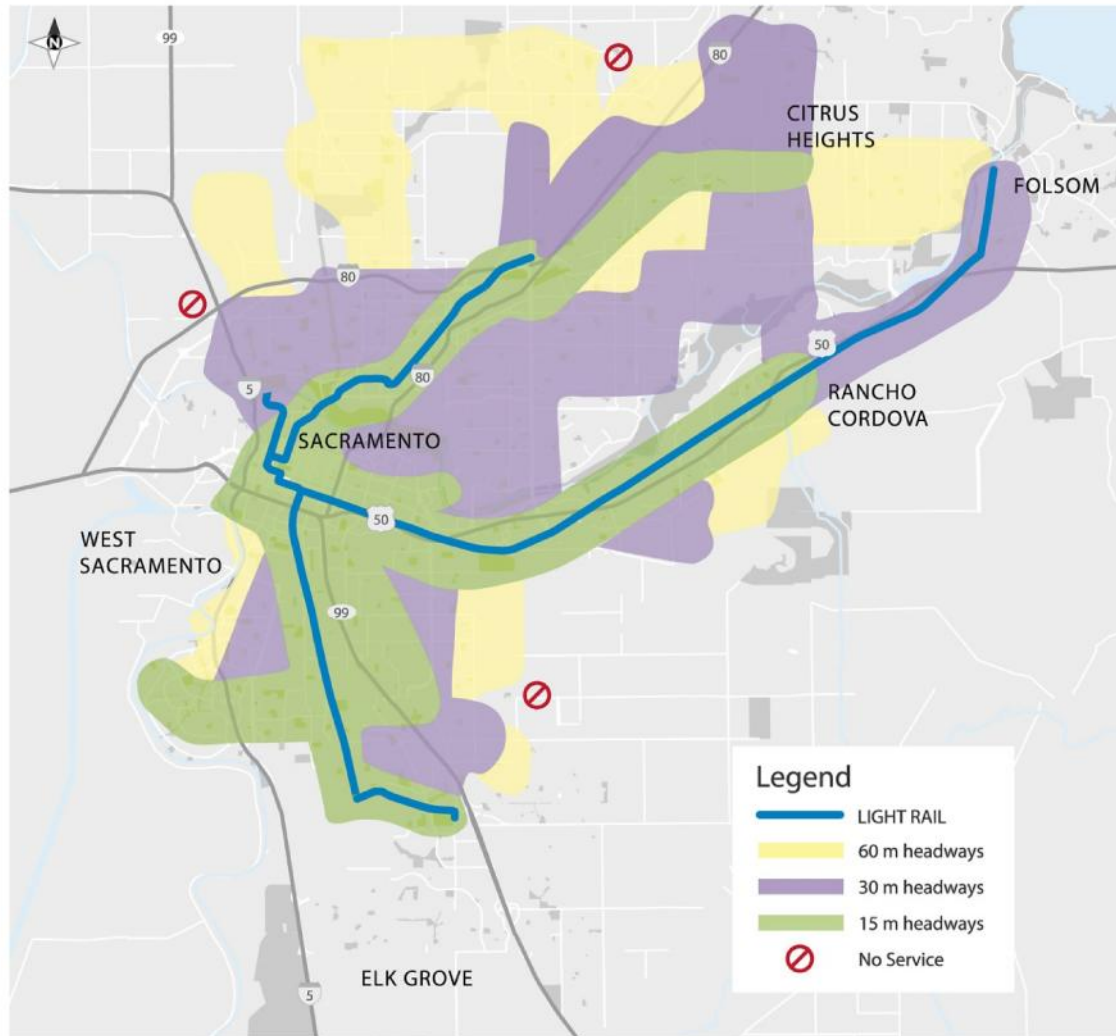 N
99
80
CITRUS
HEIGHTS
FOLSOM
80
5
80
50
RANCHO
CORDOVA
SACRAMENTO
50
WEST
SACRAMENTO
99
Legend
LIGHT RAIL
60 m headways
30 m headways
15 m headways
No Service
ELK GROVE
5